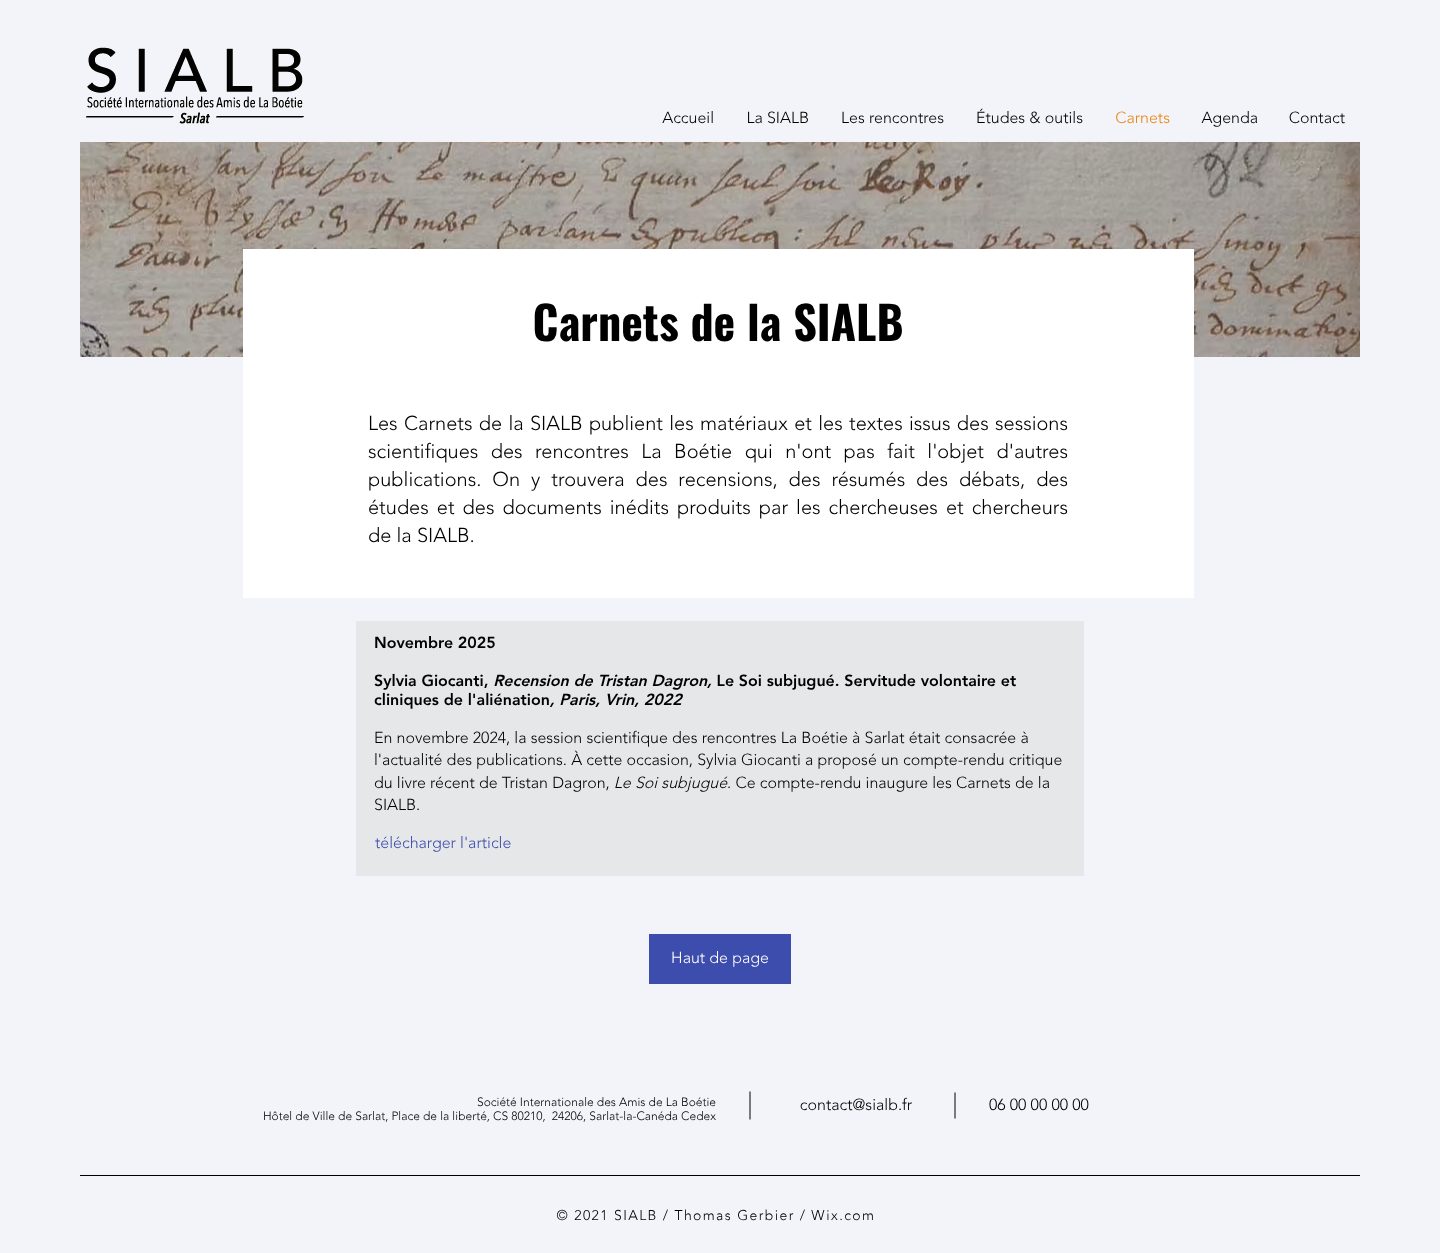 SIALB
Société Internationale des Amis de La Boétie
Sarlat
Accueil La SIALB Les rencontres Études & outils Carnets Agenda Contact
quun seul soit Le Roy.
Homere parlant en public :
Carnets de la SIALB
Les Carnets de la SIALB publient les matériaux et les textes issus des sessions
scientifiques des rencontres La Boétie qui n'ont pas fait l'objet d'autres
publications. On y trouvera des recensions, des résumés des débats, des
études et des documents inédits produits par les chercheuses et chercheurs
de la SIALB.
Novembre 2025
Sylvia Giocanti, Recension de Tristan Dagron, Le Soi subjugué. Servitude volontaire et
cliniques de l'aliénation, Paris, Vrin, 2022
En novembre 2024, la session scientifique des rencontres La Boétie à Sarlat était consacrée à
l'actualité des publications. À cette occasion, Sylvia Giocanti a proposé un compte-rendu critique
du livre récent de Tristan Dagron, Le Soi subjugué. Ce compte-rendu inaugure les Carnets de la
SIALB.
télécharger l'article
Haut de page
Société Internationale des Amis de La Boétie
Hôtel de Ville de Sarlat, Place de la liberté, CS 80210, 24206, Sarlat-la-Canéda Cedex
contact@sialb.fr
06 00 00 00 00
© 2021 SIALB / Thomas Gerbier / Wix.com